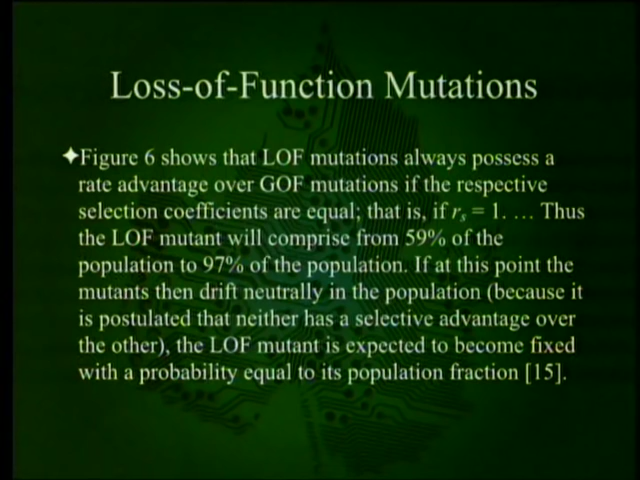 Loss-of-Function Mutations
✦Figure 6 shows that LOF mutations always possess a
rate advantage over GOF mutations if the respective
selection coefficients are equal; that is, if rs = 1. … Thus
the LOF mutant will comprise from 59% of the
population to 97% of the population. If at this point the
mutants then drift neutrally in the population (because it
is postulated that neither has a selective advantage over
the other), the LOF mutant is expected to become fixed
with a probability equal to its population fraction [15].